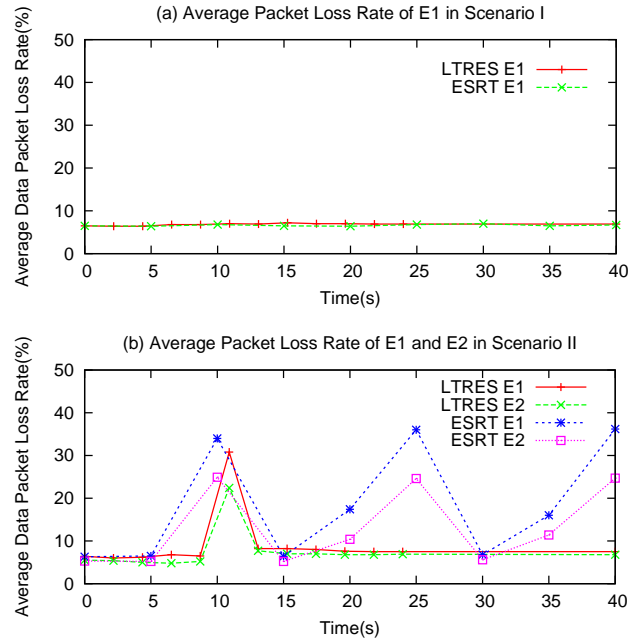 (a) Average Packet Loss Rate of E1 in Scenario I
Average Data Packet Loss Rate(%)
50
40
30
20
10
0
LTRES E1
ESRT E1
0 5 10 15 20 25 30 35 40
Time(s)
(b) Average Packet Loss Rate of E1 and E2 in Scenario II
Average Data Packet Loss Rate(%)
50
40
30
20
10
0
LTRES E1
LTRES E2
ESRT E1
ESRT E2
0 5 10 15 20 25 30 35 40
Time(s)